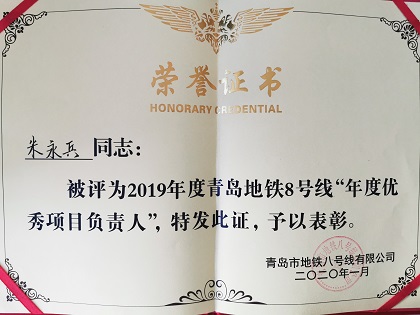 荣誉证书
HONORARY CREDENTIAL
朱永兵 同志：
被评为2019年度青岛地铁8号线“年度优
秀项目负责人”，特发此证，予以表彰。
青岛市地铁八号线有限公司
二〇二〇年一月